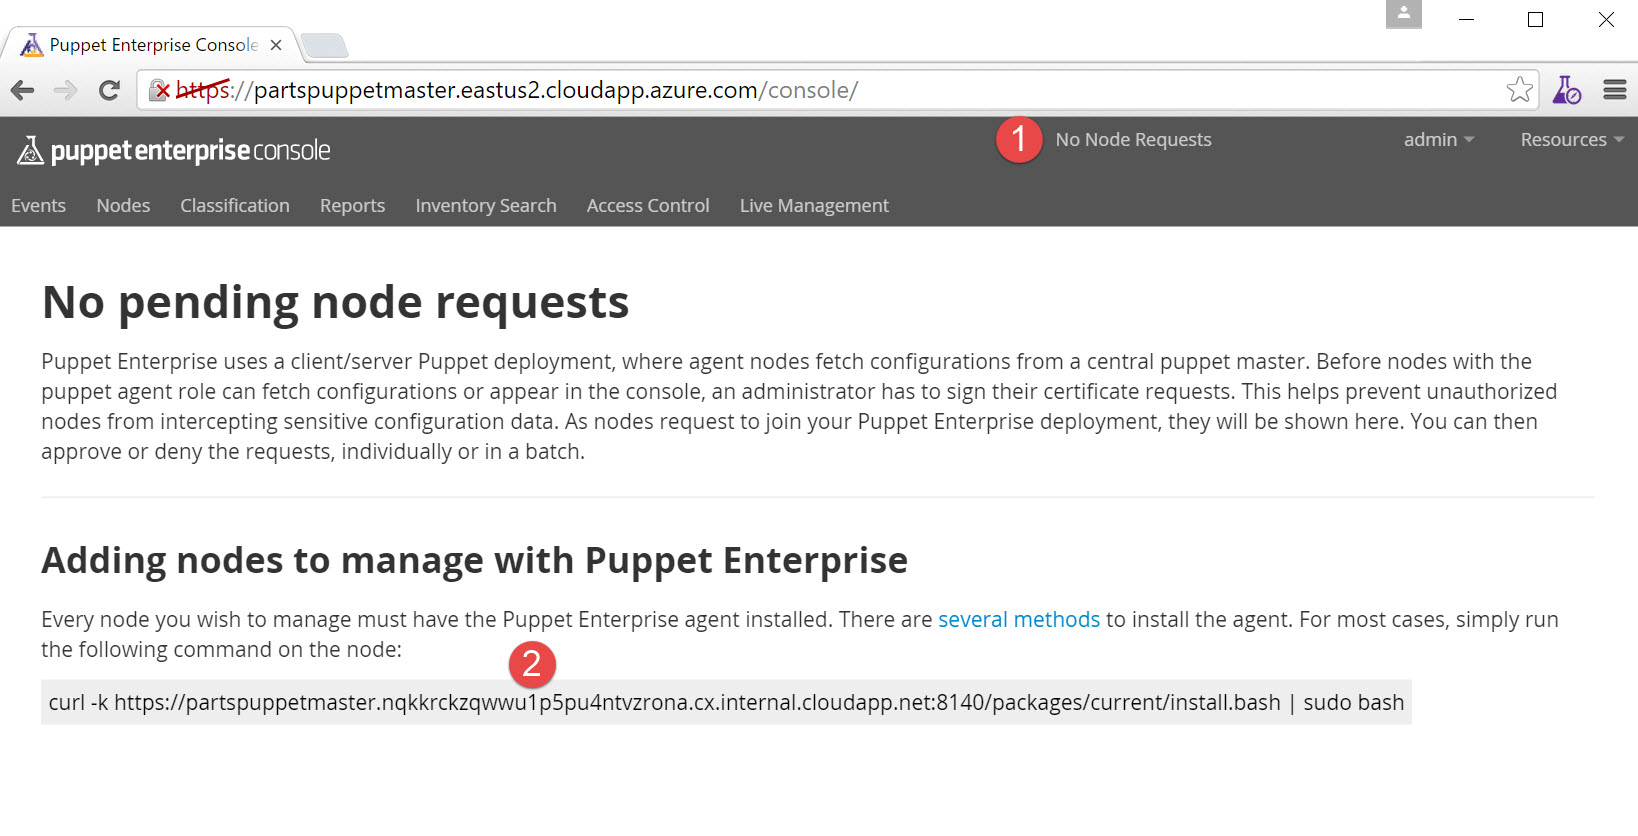 Puppet Enterprise Console
https://partspuppetmaster.eastus2.cloudapp.azure.com/console/
puppet enterprise console
1 No Node Requests admin Resources
Events Nodes Classification Reports Inventory Search Access Control Live Management
No pending node requests
Puppet Enterprise uses a client/server Puppet deployment, where agent nodes fetch configurations from a central puppet master. Before nodes with the
puppet agent role can fetch configurations or appear in the console, an administrator has to sign their certificate requests. This helps prevent unauthorized
nodes from intercepting sensitive configuration data. As nodes request to join your Puppet Enterprise deployment, they will be shown here. You can then
approve or deny the requests, individually or in a batch.
Adding nodes to manage with Puppet Enterprise
Every node you wish to manage must have the Puppet Enterprise agent installed. There are several methods to install the agent. For most cases, simply run
the following command on the node:
2
curl -k https://partspuppetmaster.nqkkrckzqwwu1p5pu4ntvzrona.cx.internal.cloudapp.net:8140/packages/current/install.bash | sudo bash